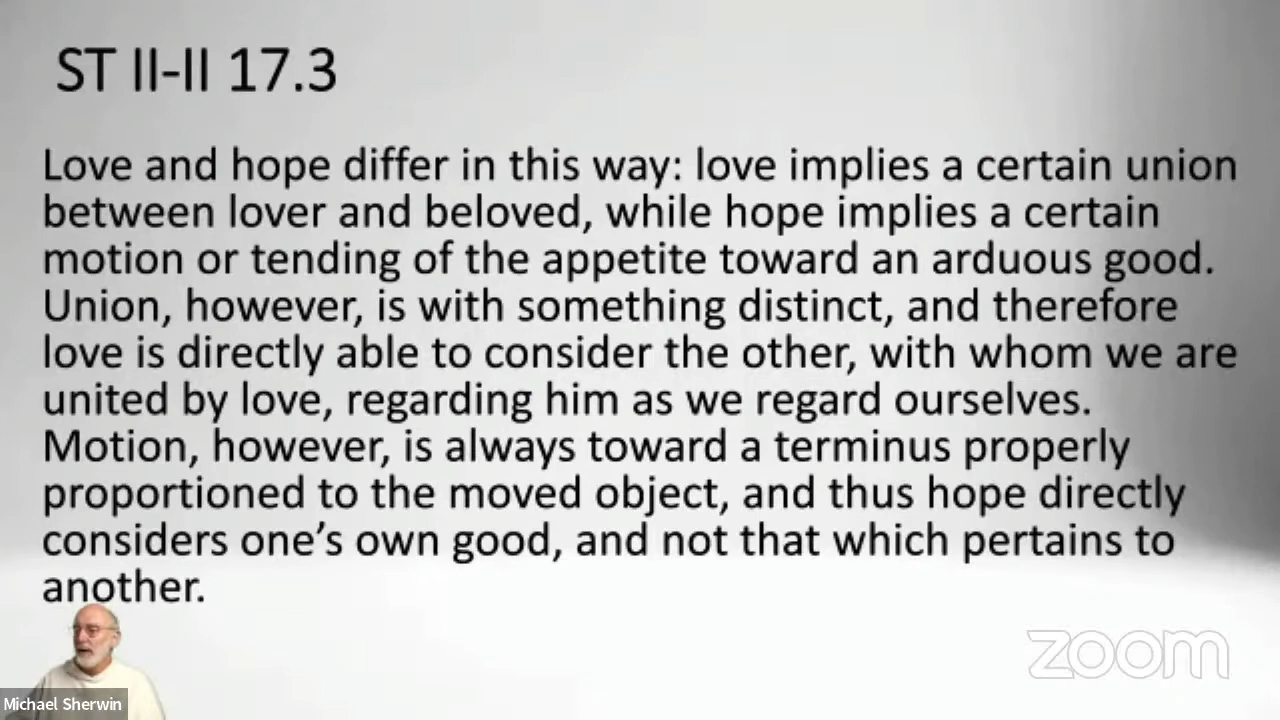 ST II-II 17.3
Love and hope differ in this way: love implies a certain union
between lover and beloved, while hope implies a certain
motion or tending of the appetite toward an arduous good.
Union, however, is with something distinct, and therefore
love is directly able to consider the other, with whom we are
united by love, regarding him as we regard ourselves.
Motion, however, is always toward a terminus properly
proportioned to the moved object, and thus hope directly
considers one’s own good, and not that which pertains to
another.
zoom
Michael Sherwin